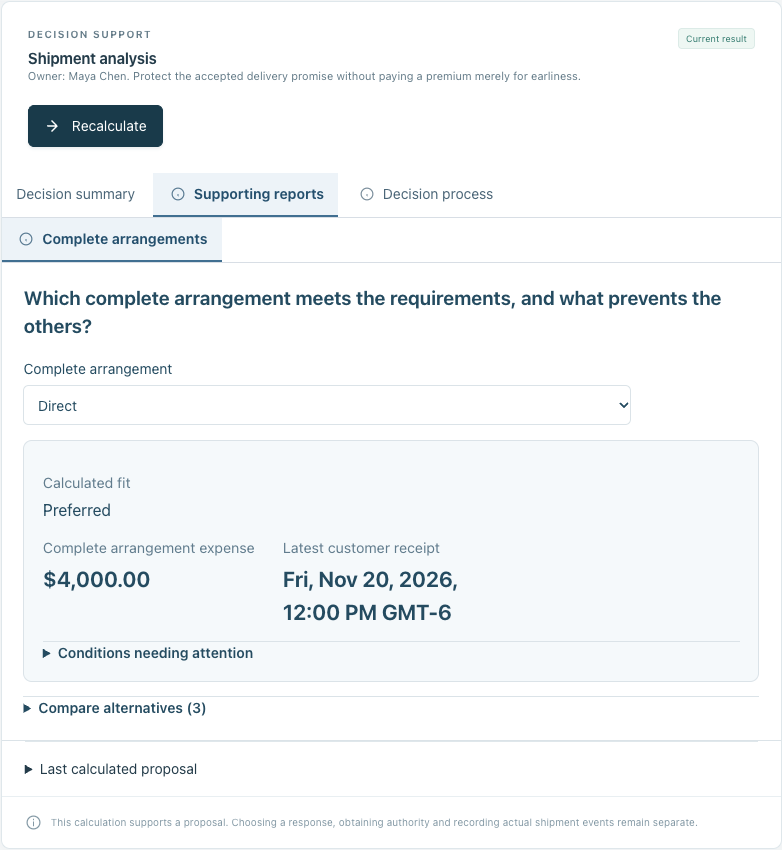 DECISION SUPPORT
Current result
Shipment analysis
Owner: Maya Chen. Protect the accepted delivery promise without paying a premium merely for earliness.
Recalculate
Decision summary
Supporting reports
Decision process
Complete arrangements
Which complete arrangement meets the requirements, and what prevents the
others?
Complete arrangement
Direct
Calculated fit
Preferred
Complete arrangement expense
$4,000.00
Latest customer receipt
Fri, Nov 20, 2026,
12:00 PM GMT-6
Conditions needing attention
Compare alternatives (3)
Last calculated proposal
This calculation supports a proposal. Choosing a response, obtaining authority and recording actual shipment events remain separate.